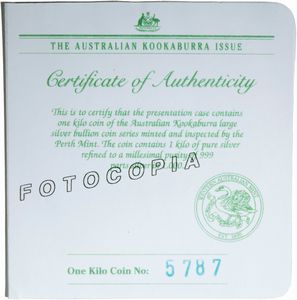 THE AUSTRALIAN KOOKABURRA ISSUE
Certificate of Authenticity
This is to certify that the presentation case contains
one kilo coin of the Australian Kookaburra large
silver bullion coin series minted and inspected by the
Perth Mint. The coin contains 1 kilo of pure silver
refined to a millesimal purity of 999
parts
FOTOCOPIA
One Kilo Coin No: 5787